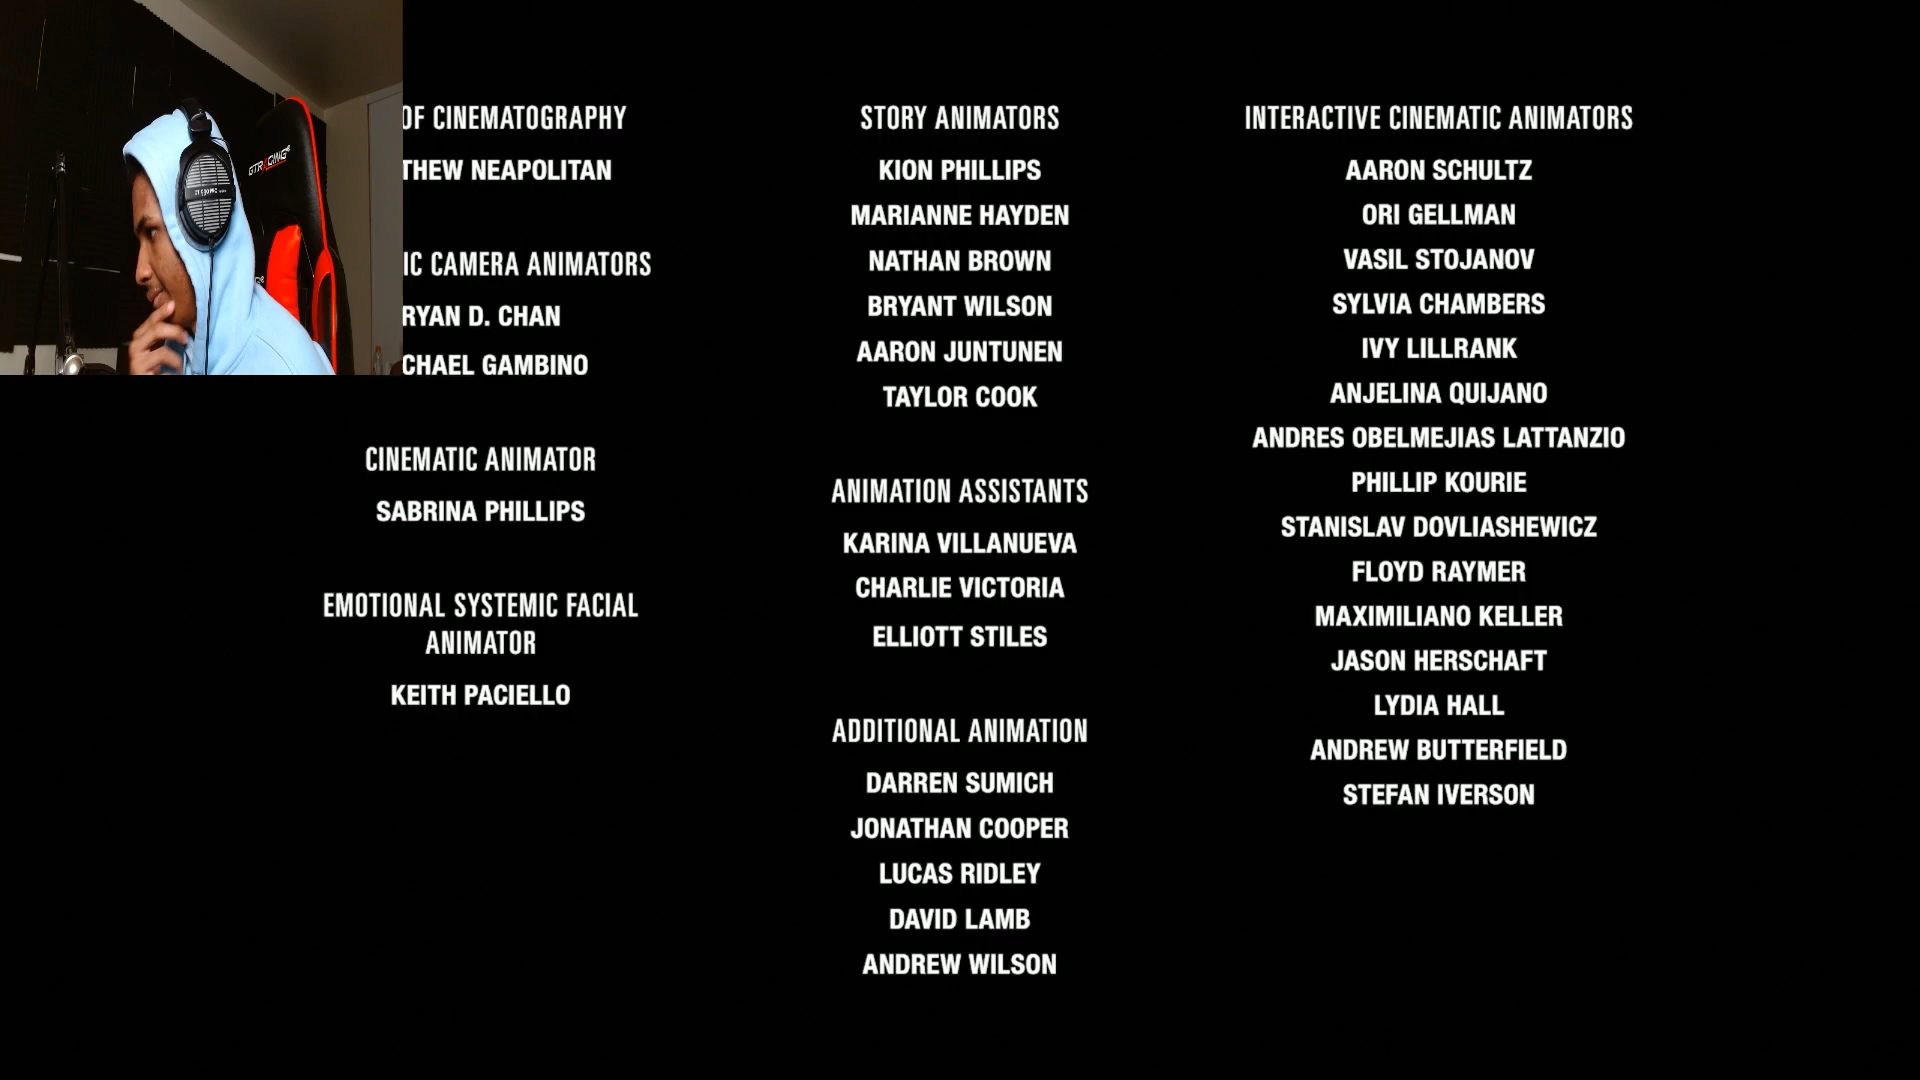 OF CINEMATOGRAPHY
THEW NEAPOLITAN
IC CAMERA ANIMATORS
RYAN D. CHAN
CHAEL GAMBINO
CINEMATIC ANIMATOR
SABRINA PHILLIPS
EMOTIONAL SYSTEMIC FACIAL
ANIMATOR
KEITH PACIELLO
STORY ANIMATORS
KION PHILLIPS
MARIANNE HAYDEN
NATHAN BROWN
BRYANT WILSON
AARON JUNTUNEN
TAYLOR COOK
ANIMATION ASSISTANTS
KARINA VILLANUEVA
CHARLIE VICTORIA
ELLIOTT STILES
ADDITIONAL ANIMATION
DARREN SUMICH
JONATHAN COOPER
LUCAS RIDLEY
DAVID LAMB
ANDREW WILSON
INTERACTIVE CINEMATIC ANIMATORS
AARON SCHULTZ
ORI GELLMAN
VASIL STOJANOV
SYLVIA CHAMBERS
IVY LILLRANK
ANJELINA QUIJANO
ANDRES OBELMEJIAS LATTANZIO
PHILLIP KOURIE
STANISLAV DOVLIASHEWICZ
FLOYD RAYMER
MAXIMILIANO KELLER
JASON HERSCHAFT
LYDIA HALL
ANDREW BUTTERFIELD
STEFAN IVERSON
GTRACING